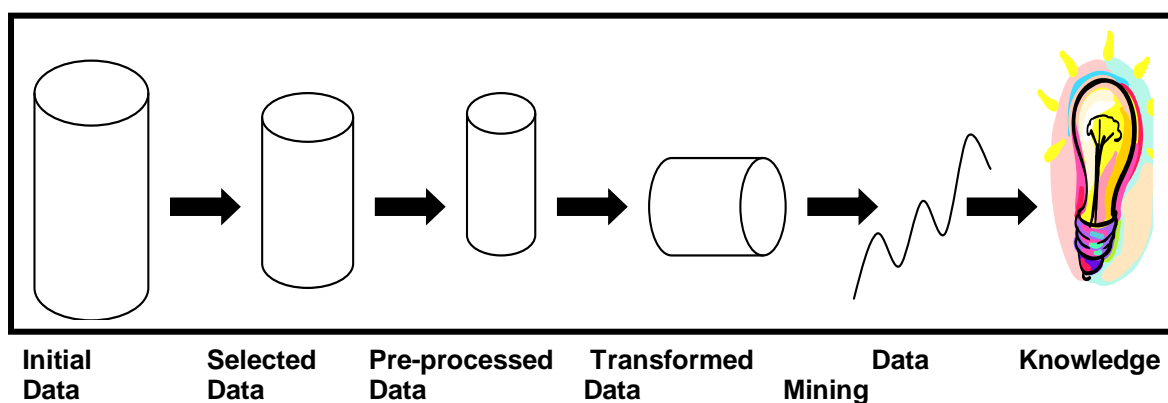 Initial Selected Pre-processed Transformed Data Knowledge
Data Data Data Data Mining